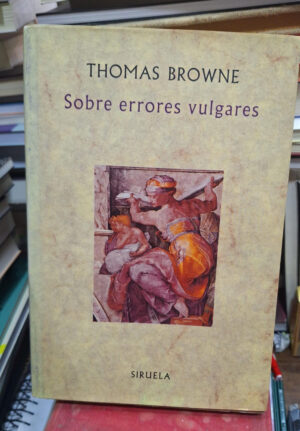 THOMAS BROWNE
Sobre errores vulgares
SIRUELA